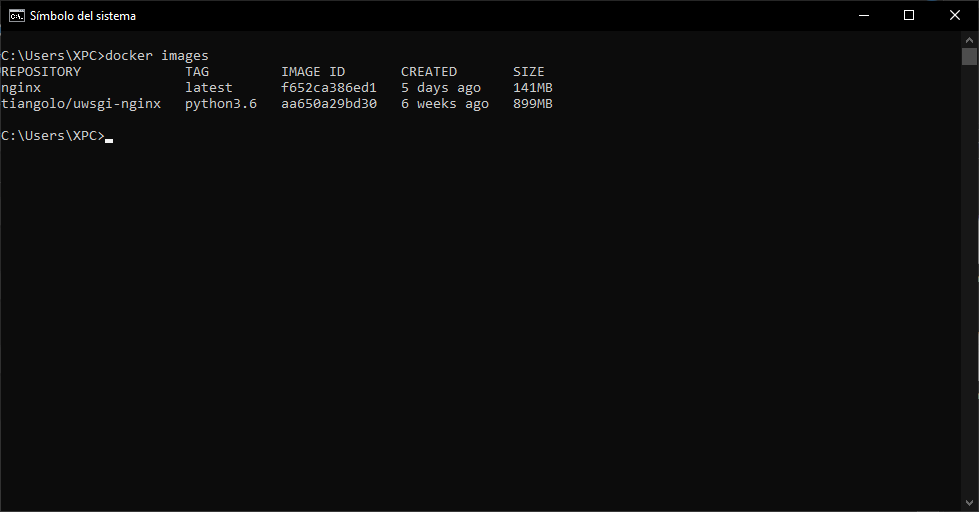 Símbolo del sistema
C:\Users\XPC>docker images
REPOSITORY             TAG         IMAGE ID       CREATED       SIZE
nginx                  latest      f652ca386ed1   5 days ago    141MB
tiangolo/uwsgi-nginx   python3.6   aa650a29bd30   6 weeks ago   899MB
C:\Users\XPC>